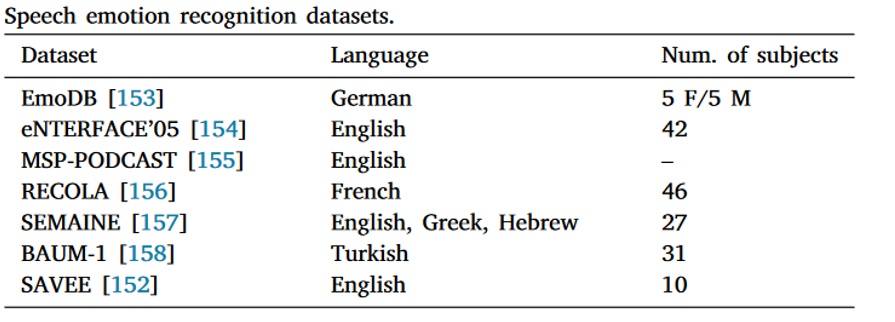 Speech emotion recognition datasets.
Dataset Language Num. of subjects
EmoDB [153] German 5 F/5 M
eNTERFACE’05 [154] English 42
MSP-PODCAST [155] English –
RECOLA [156] French 46
SEMAINE [157] English, Greek, Hebrew 27
BAUM-1 [158] Turkish 31
SAVEE [152] English 10